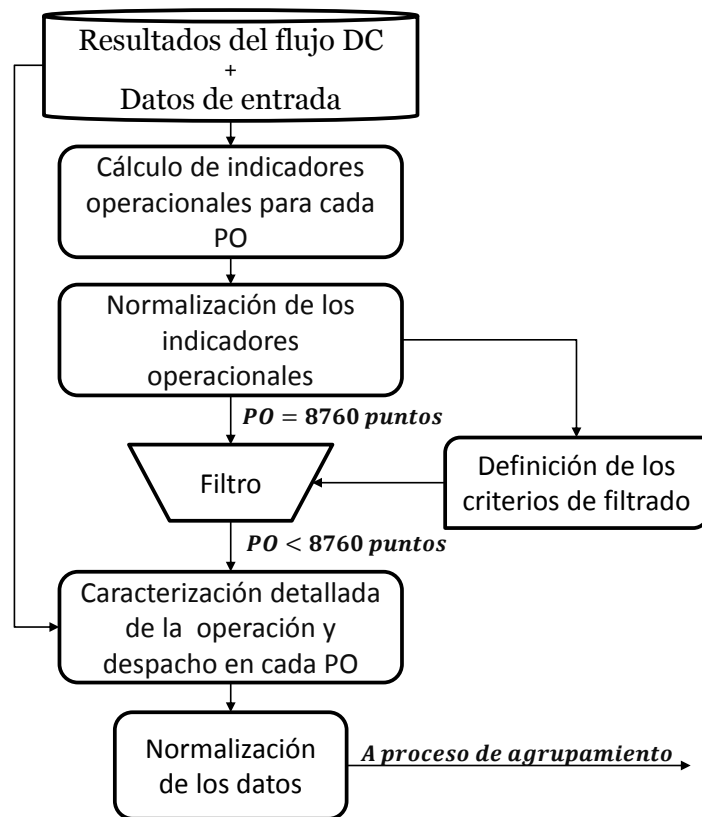 Resultados del flujo DC
+
Datos de entrada
Cálculo de indicadores
operacionales para cada
PO
Normalización de los
indicadores
operacionales
PO = 8760 puntos
Filtro
Definición de los
criterios de filtrado
PO < 8760 puntos
Caracterización detallada
de la operación y
despacho en cada PO
Normalización
de los datos
A proceso de agrupamiento